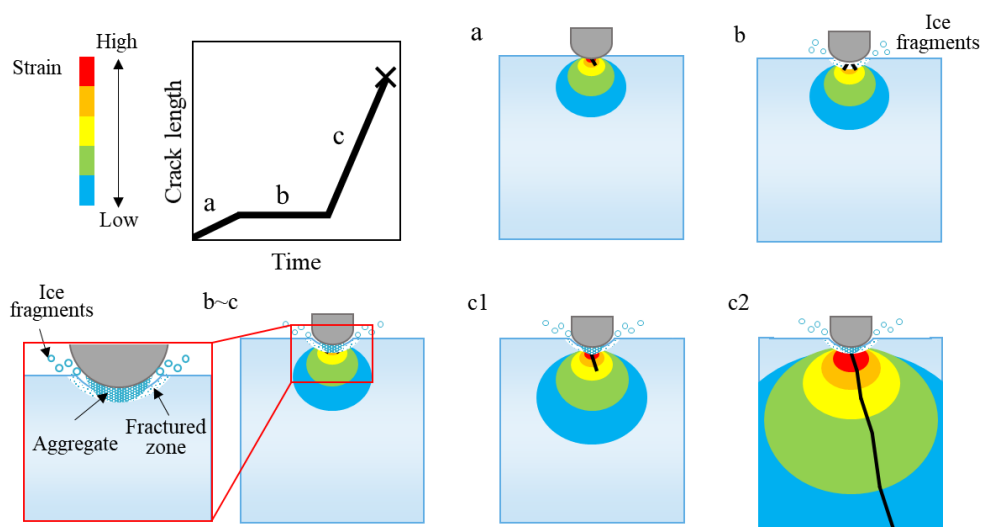 High
Strain
Low
Crack length
a
b
c
Time
a
b
Ice
fragments
Ice
fragments
b~c
Aggregate
Fractured
zone
c1
c2